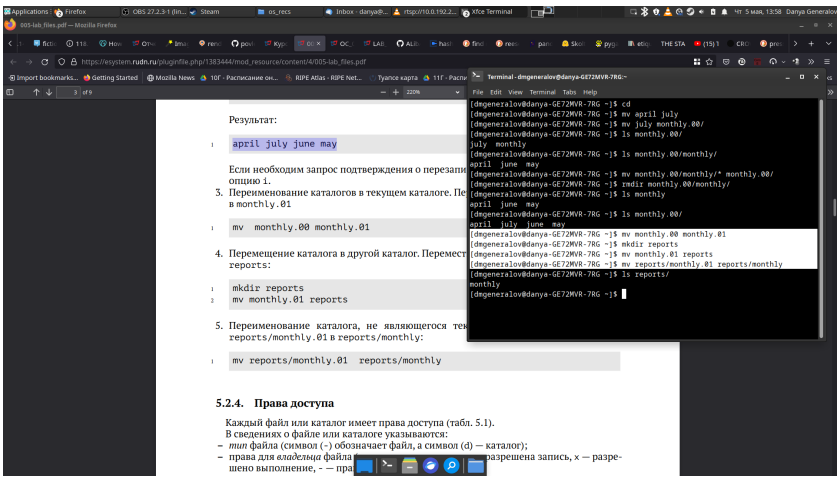 Applications
Firefox
OBS 27.2.3-1 (lin...
Steam
os_recs
Inbox - danya@...
rtsp://10.0.192.2...
Xfce Terminal
Чт 5 мая, 13:58 Danya Generalov
005-lab_files.pdf — Mozilla Firefox
https://esystem.rudn.ru/pluginfile.php/1383444/mod_resource/content/4/005-lab_files.pdf
Import bookmarks... Getting Started Mozilla News 10Г - Расписание он... RIPE Atlas - RIPE Net... Туапсе карта
3 of 9
220%
Результат:
1 april july june may
Если необходим запрос подтверждения о перезапи
опцию i.
3. Переименование каталогов в текущем каталоге. Пе
в monthly.01
1 mv monthly.00 monthly.01
4. Перемещение каталога в другой каталог. Перемест
reports:
1 mkdir reports
2 mv monthly.01 reports
5. Переименование каталога, не являющегося тек
reports/monthly.01 в reports/monthly:
1 mv reports/monthly.01 reports/monthly
5.2.4. Права доступа
Каждый файл или каталог имеет права доступа (табл. 5.1).
В сведениях о файле или каталоге указываются:
– тип файла (символ (-) обозначает файл, а символ (d) — каталог);
– права для владельца файла
разрешена запись, x — разре-
шено выполнение, - — пра
Terminal - dmgeneralov@danya-GE72MVR-7RG:~
File Edit View Terminal Tabs Help
[dmgeneralov@danya-GE72MVR-7RG ~]$ cd
[dmgeneralov@danya-GE72MVR-7RG ~]$ mv april july
[dmgeneralov@danya-GE72MVR-7RG ~]$ mv july monthly.00/
[dmgeneralov@danya-GE72MVR-7RG ~]$ ls monthly.00/
july monthly
[dmgeneralov@danya-GE72MVR-7RG ~]$ ls monthly.00/monthly/
april june may
[dmgeneralov@danya-GE72MVR-7RG ~]$ mv monthly.00/monthly/* monthly.00/
[dmgeneralov@danya-GE72MVR-7RG ~]$ rmdir monthly.00/monthly/
[dmgeneralov@danya-GE72MVR-7RG ~]$ ls monthly
april june may
[dmgeneralov@danya-GE72MVR-7RG ~]$ ls monthly.00/
april july june may
[dmgeneralov@danya-GE72MVR-7RG ~]$ mv monthly.00 monthly.01
[dmgeneralov@danya-GE72MVR-7RG ~]$ mkdir reports
[dmgeneralov@danya-GE72MVR-7RG ~]$ mv monthly.01 reports
[dmgeneralov@danya-GE72MVR-7RG ~]$ mv reports/monthly.01 reports/monthly
[dmgeneralov@danya-GE72MVR-7RG ~]$ ls reports/
monthly
[dmgeneralov@danya-GE72MVR-7RG ~]$